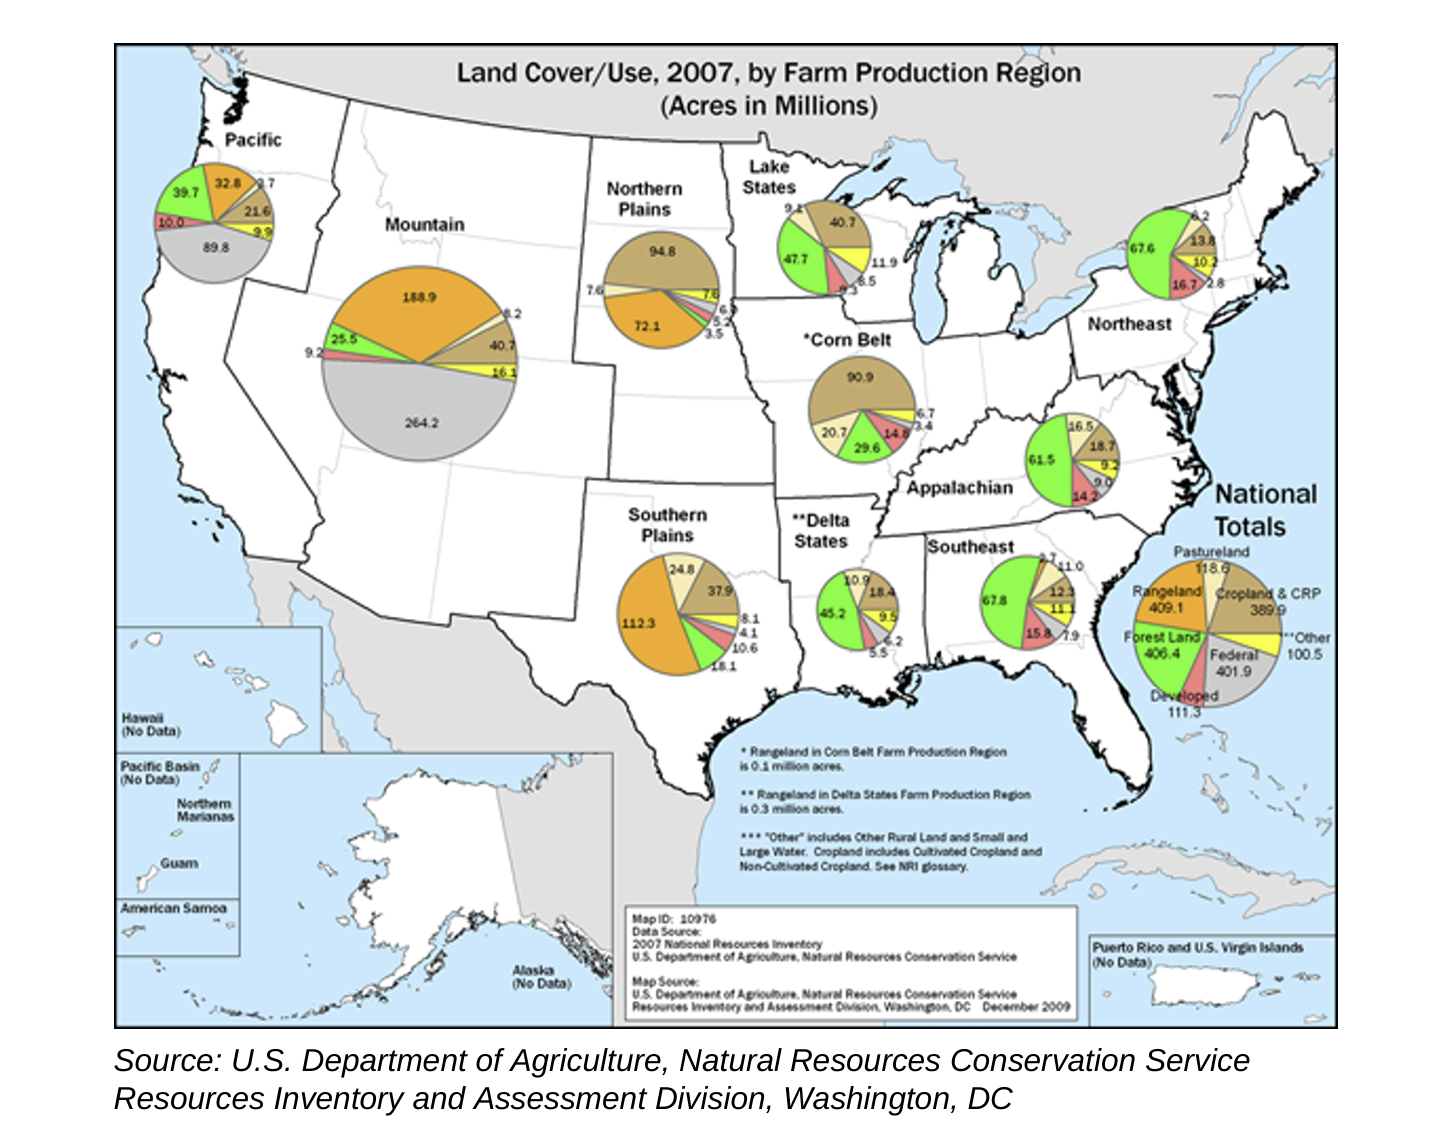 Land Cover/Use, 2007, by Farm Production Region
(Acres in Millions)
Pacific
39.7
32.8
21.6
9.9
10.0
89.8
Mountain
188.9
8.2
40.7
16.1
25.5
9.2
264.2
Northern
Plains
94.8
7.6
7.6
72.1
5.2
3.5
Lake
States
9.1
40.7
47.7
11.9
8.5
9.3
*Corn Belt
90.9
6.7
3.4
20.7
14.8
29.6
Northeast
6.2
67.6
13.8
10.2
16.7
2.8
Appalachian
16.5
18.7
61.5
9.2
9.0
14.2
Southern
Plains
24.8
37.9
112.3
8.1
4.1
10.6
18.1
**Delta
States
10.9
18.4
45.2
9.5
6.2
5.5
Southeast
2.7
11.0
67.8
12.3
11.1
15.8
7.9
National
Totals
Pastureland
118.6
Rangeland
409.1
Cropland & CRP
389.9
Forest Land
406.4
***Other
100.5
Federal
401.9
Developed
111.3
Hawaii
(No Data)
Pacific Basin
(No Data)
Northern
Marianas
Guam
American Samoa
Alaska
(No Data)
* Rangeland in Corn Belt Farm Production Region
is 0.1 million acres.
** Rangeland in Delta States Farm Production Region
is 0.3 million acres.
*** "Other" includes Other Rural Land and Small and
Large Water. Cropland includes Cultivated Cropland and
Non-Cultivated Cropland. See NRI glossary.
Map ID: 10976
Data Source:
2007 National Resources Inventory
U.S. Department of Agriculture, Natural Resources Conservation Service
Map Source:
U.S. Department of Agriculture, Natural Resources Conservation Service
Resources Inventory and Assessment Division, Washington, DC December 2009
Puerto Rico and U.S. Virgin Islands
(No Data)
Source: U.S. Department of Agriculture, Natural Resources Conservation Service
Resources Inventory and Assessment Division, Washington, DC